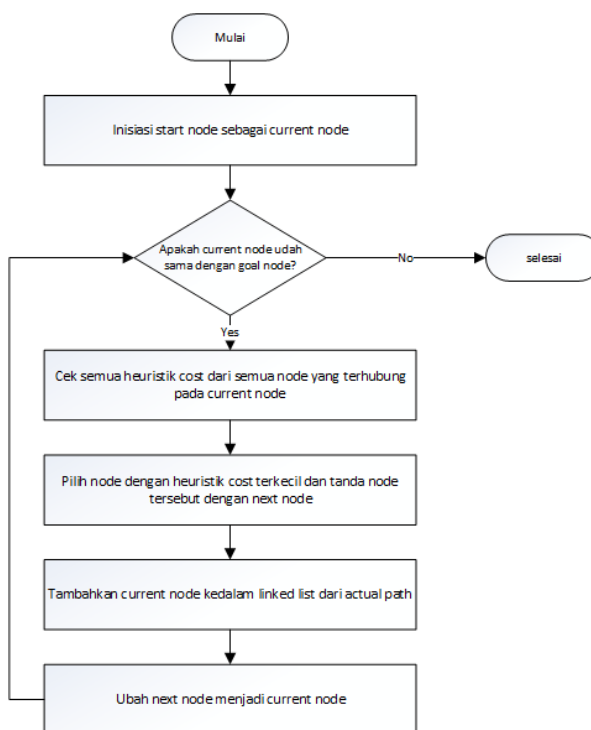 Mulai
Inisiasi start node sebagai current node
Apakah current node udah
sama dengan goal node?
No
selesai
Yes
Cek semua heuristik cost dari semua node yang terhubung
pada current node
Pilih node dengan heuristik cost terkecil dan tanda node
tersebut dengan next node
Tambahkan current node kedalam linked list dari actual path
Ubah next node menjadi current node